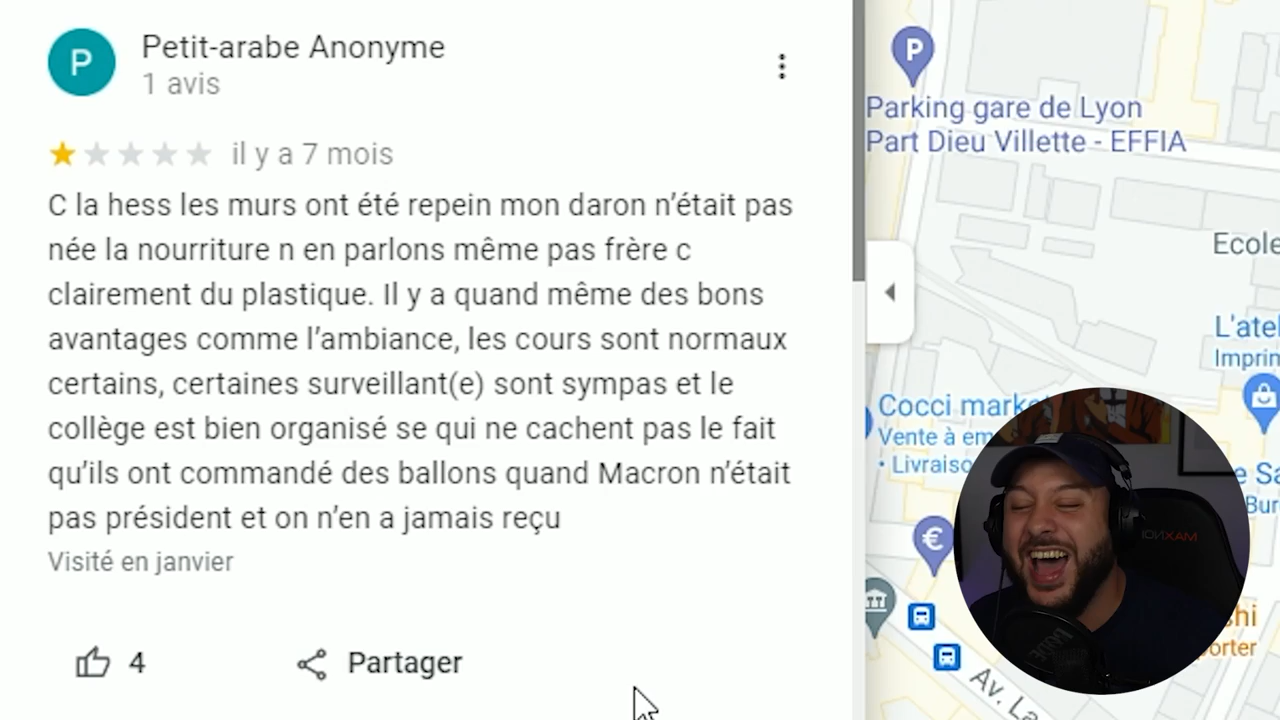 P
Petit-arabe Anonyme
1 avis
il y a 7 mois
C la hess les murs ont été repein mon daron n’était pas
née la nourriture n en parlons même pas frère c
clairement du plastique. Il y a quand même des bons
avantages comme l’ambiance, les cours sont normaux
certains, certaines surveillant(e) sont sympas et le
collège est bien organisé se qui ne cachent pas le fait
qu’ils ont commandé des ballons quand Macron n’était
pas président et on n’en a jamais reçu
Visité en janvier
4
Partager
P
Parking gare de Lyon
Part Dieu Villette - EFFIA
Ecole
L'atel
Imprim
Cocci market
Vente à em
• Livraiso
€
Av. La